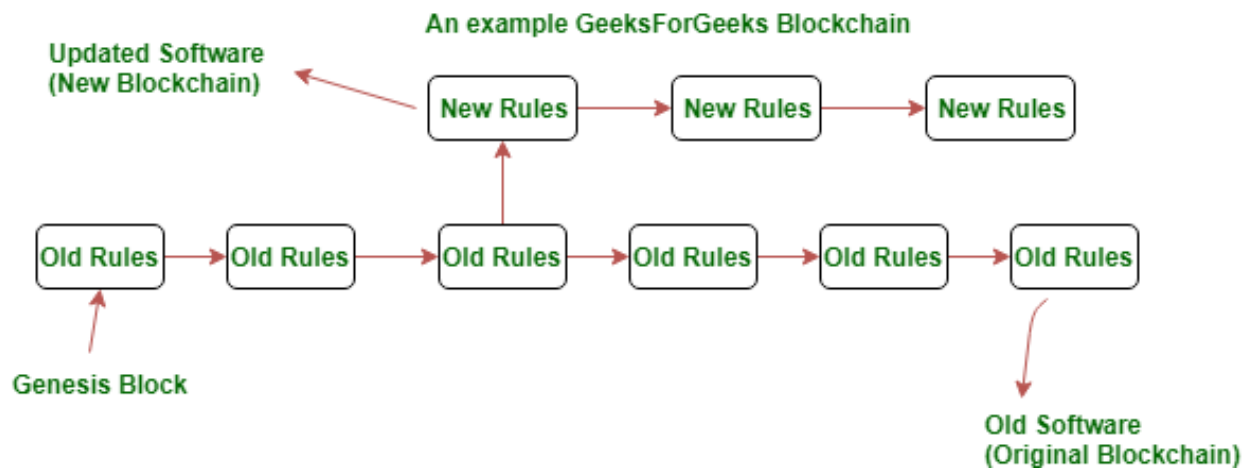 An example GeeksForGeeks Blockchain
Updated Software
(New Blockchain)
New Rules
New Rules
New Rules
Old Rules
Old Rules
Old Rules
Old Rules
Old Rules
Old Rules
Genesis Block
Old Software
(Original Blockchain)